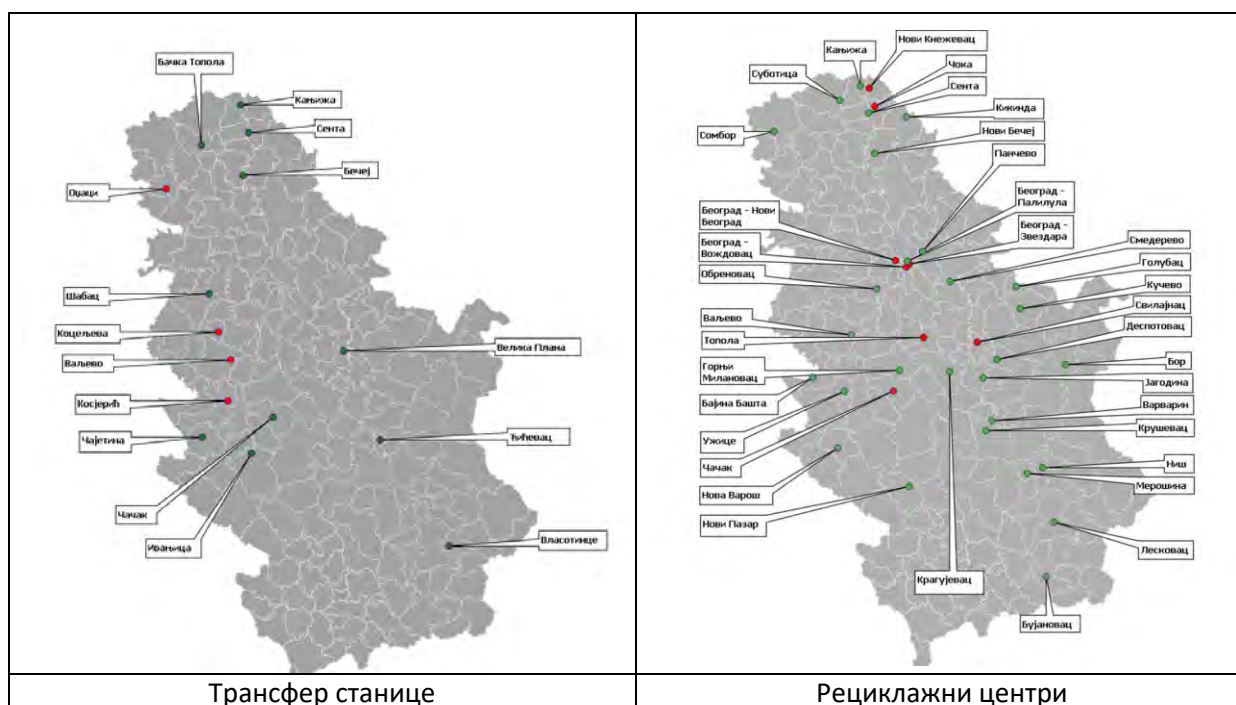 Бачка Топола
Кањижа
Сента
Бечеј
Оџаци
Шабац
Коцељева
Ваљево
Велика Плана
Косјерић
Чајетина
Ћићевац
Чачак
Ивањица
Власотинце
Трансфер станице
Нови Кнежевац
Кањижа
Чока
Суботица
Сента
Кикинда
Сомбор
Нови Бечеј
Панчево
Београд -
Палилула
Београд - Нови
Београд
Београд -
Звездара
Београд -
Вождовац
Смедерево
Голубац
Обреновац
Кучево
Свилајнац
Ваљево
Деспотовац
Топола
Бор
Горњи
Милановац
Јагодина
Бајина Башта
Варварин
Ужице
Крушевац
Чачак
Ниш
Нова Варош
Мерошина
Нови Пазар
Лесковац
Крагујевац
Бујановац
Рециклажни центри